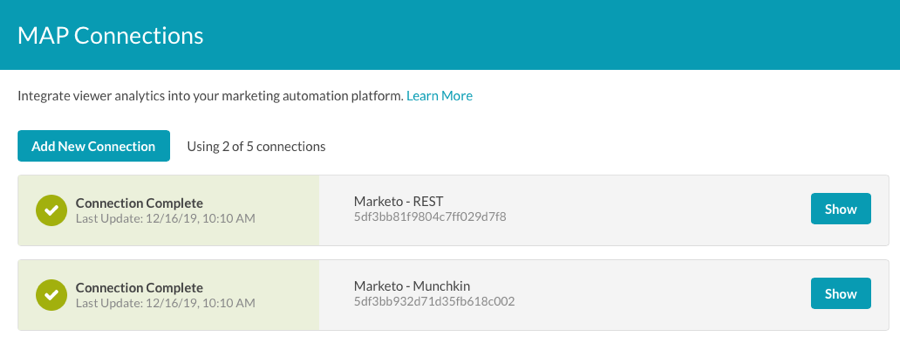 MAP Connections
Integrate viewer analytics into your marketing automation platform. Learn More
Add New Connection Using 2 of 5 connections
Connection Complete
Last Update: 12/16/19, 10:10 AM
Marketo - REST
5df3bb81f9804c7ff029d7f8
Show
Connection Complete
Last Update: 12/16/19, 10:10 AM
Marketo - Munchkin
5df3bb932d71d35fb618c002
Show